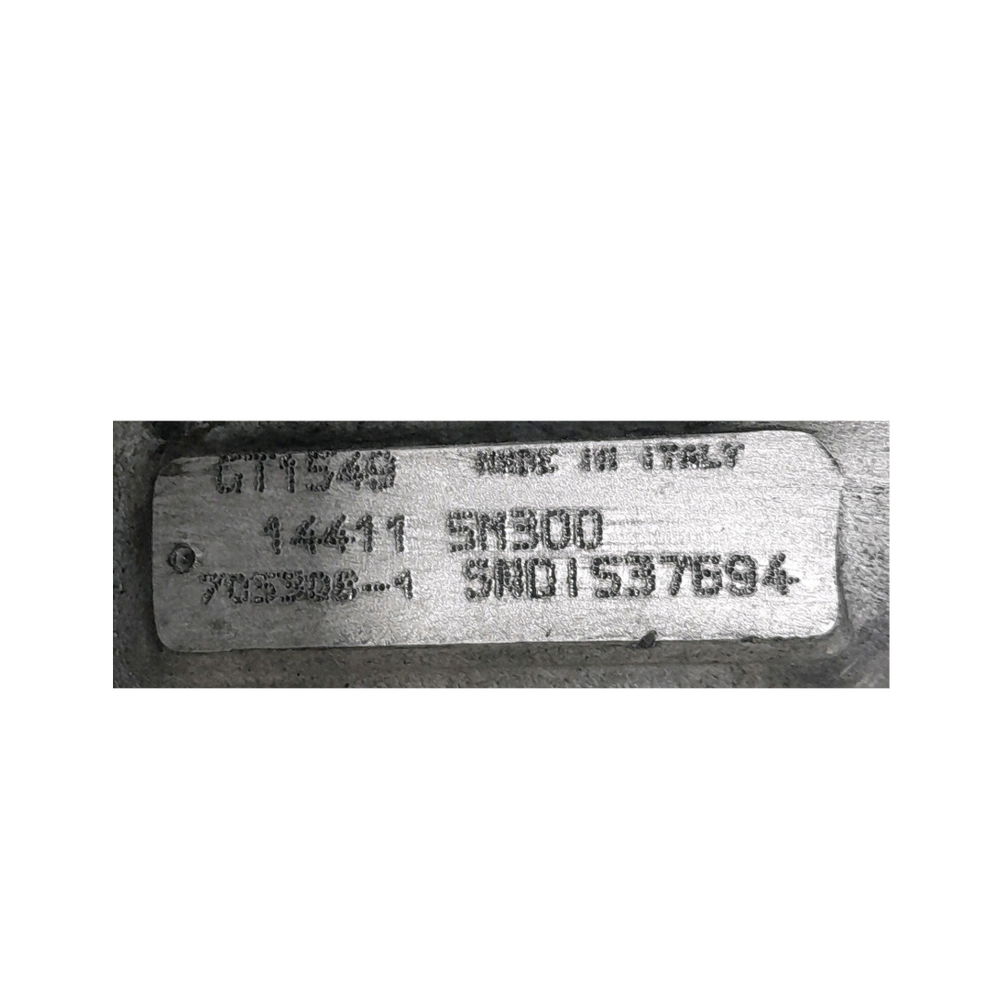 GT1549 MADE IN ITALY
14411 5M300
705306-1 SND1537694